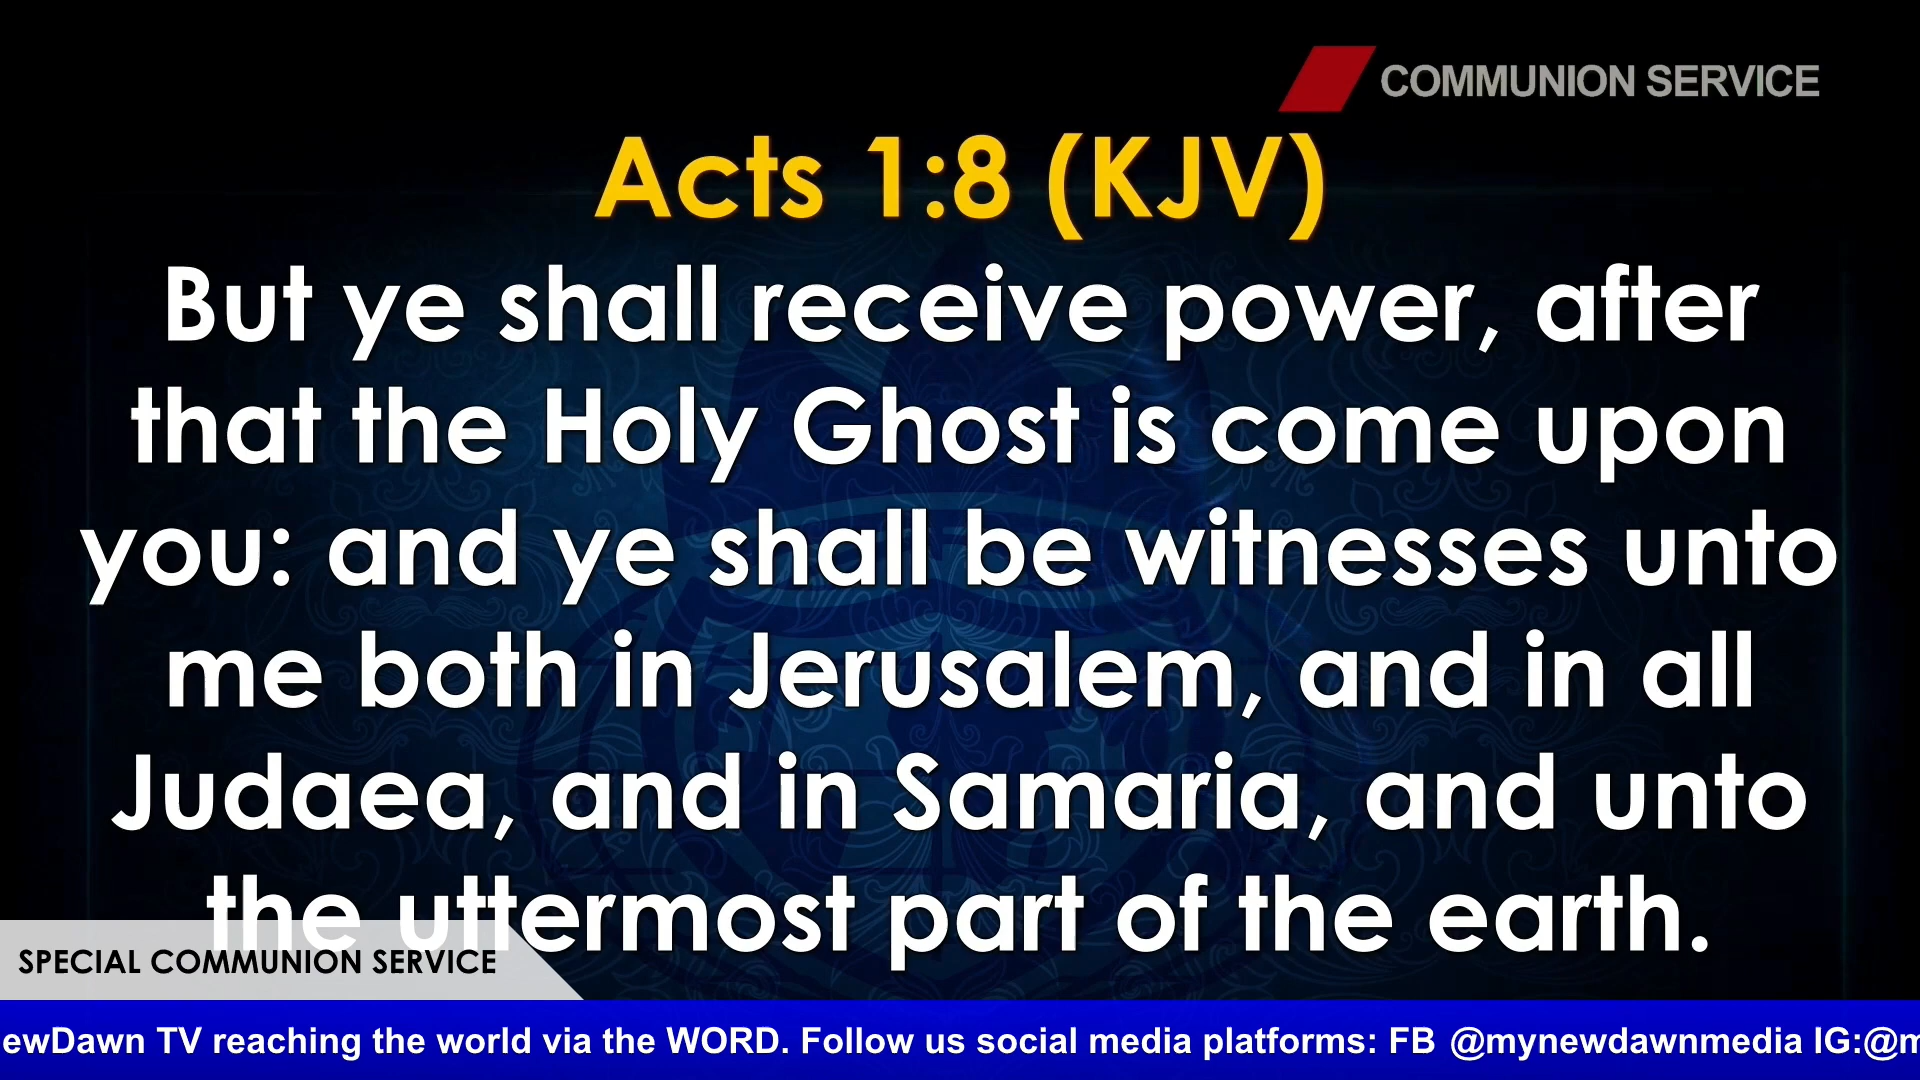 COMMUNION SERVICE
Acts 1:8 (KJV)
But ye shall receive power, after
that the Holy Ghost is come upon
you: and ye shall be witnesses unto
me both in Jerusalem, and in all
Judaea, and in Samaria, and unto
the uttermost part of the earth.
SPECIAL COMMUNION SERVICE
ewDawn TV reaching the world via the WORD. Follow us social media platforms: FB @mynewdawnmedia IG:@m